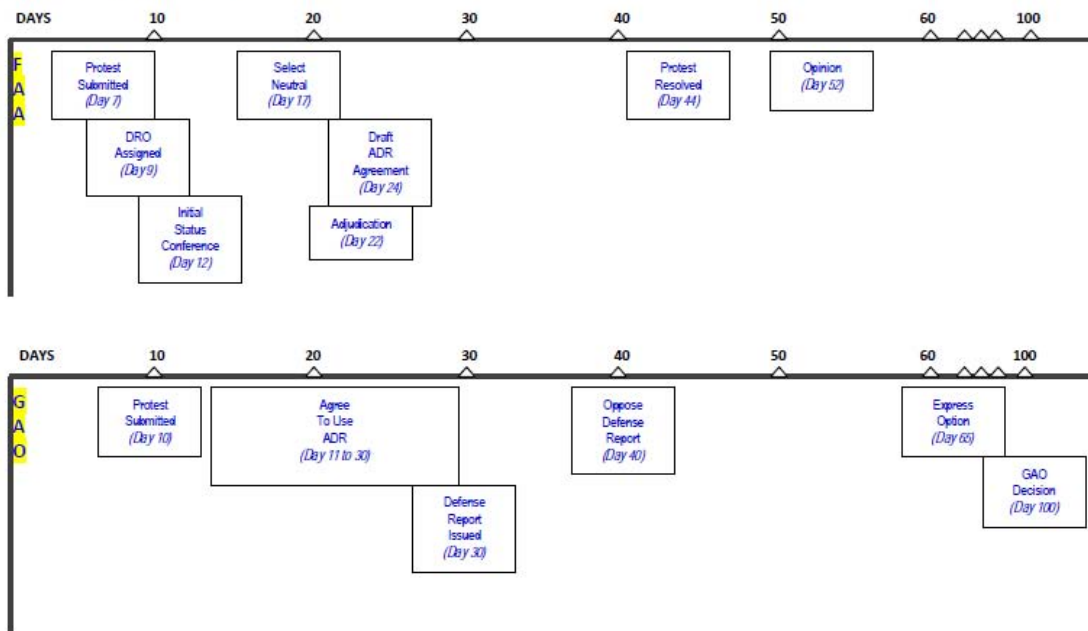 DAYS 10 20 30 40 50 60 100
F
A
A
Protest
Submitted
(Day 7)
DRO
Assigned
(Day 9)
Initial
Status
Conference
(Day 12)
Select
Neutral
(Day 17)
Draft
ADR
Agreement
(Day 24)
Adjudication
(Day 22)
Protest
Resolved
(Day 44)
Opinion
(Day 52)
DAYS 10 20 30 40 50 60 100
G
A
O
Protest
Submitted
(Day 10)
Agree
To Use
ADR
(Day 11 to 30)
Defense
Report
Issued
(Day 30)
Oppose
Defense
Report
(Day 40)
Express
Option
(Day 65)
GAO
Decision
(Day 100)